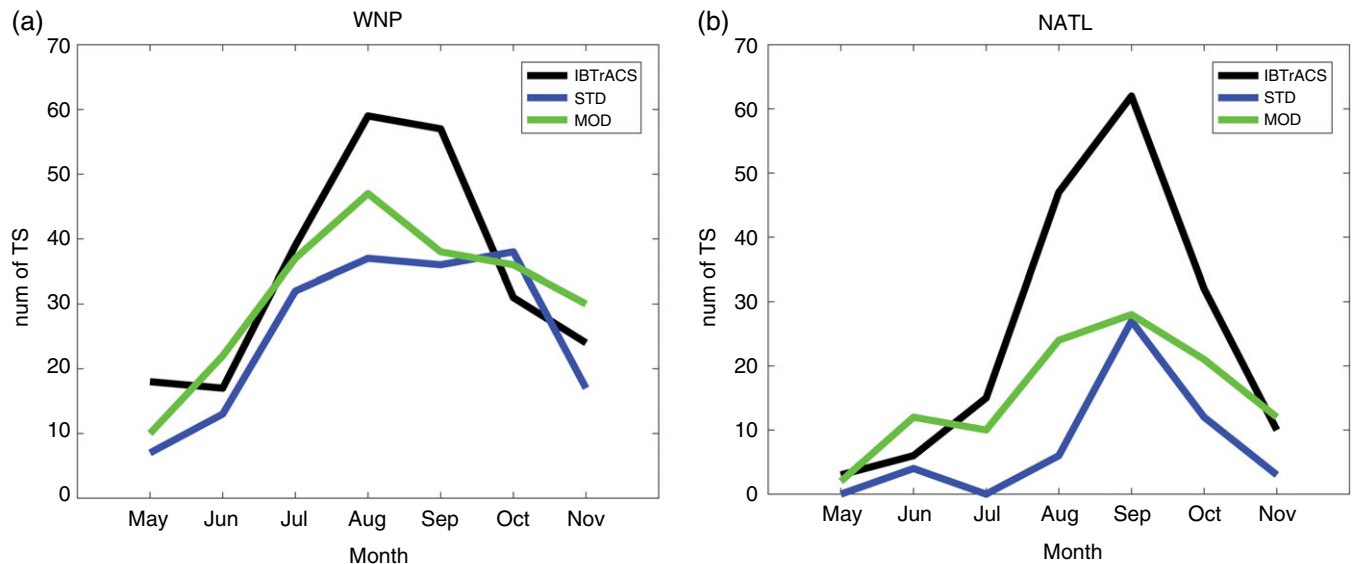 (a)
WNP
70
60
50
40
30
20
10
0
num of TS
IBTrACS
STD
MOD
May Jun Jul Aug Sep Oct Nov
Month
(b)
NATL
70
60
50
40
30
20
10
0
num of TS
IBTrACS
STD
MOD
May Jun Jul Aug Sep Oct Nov
Month